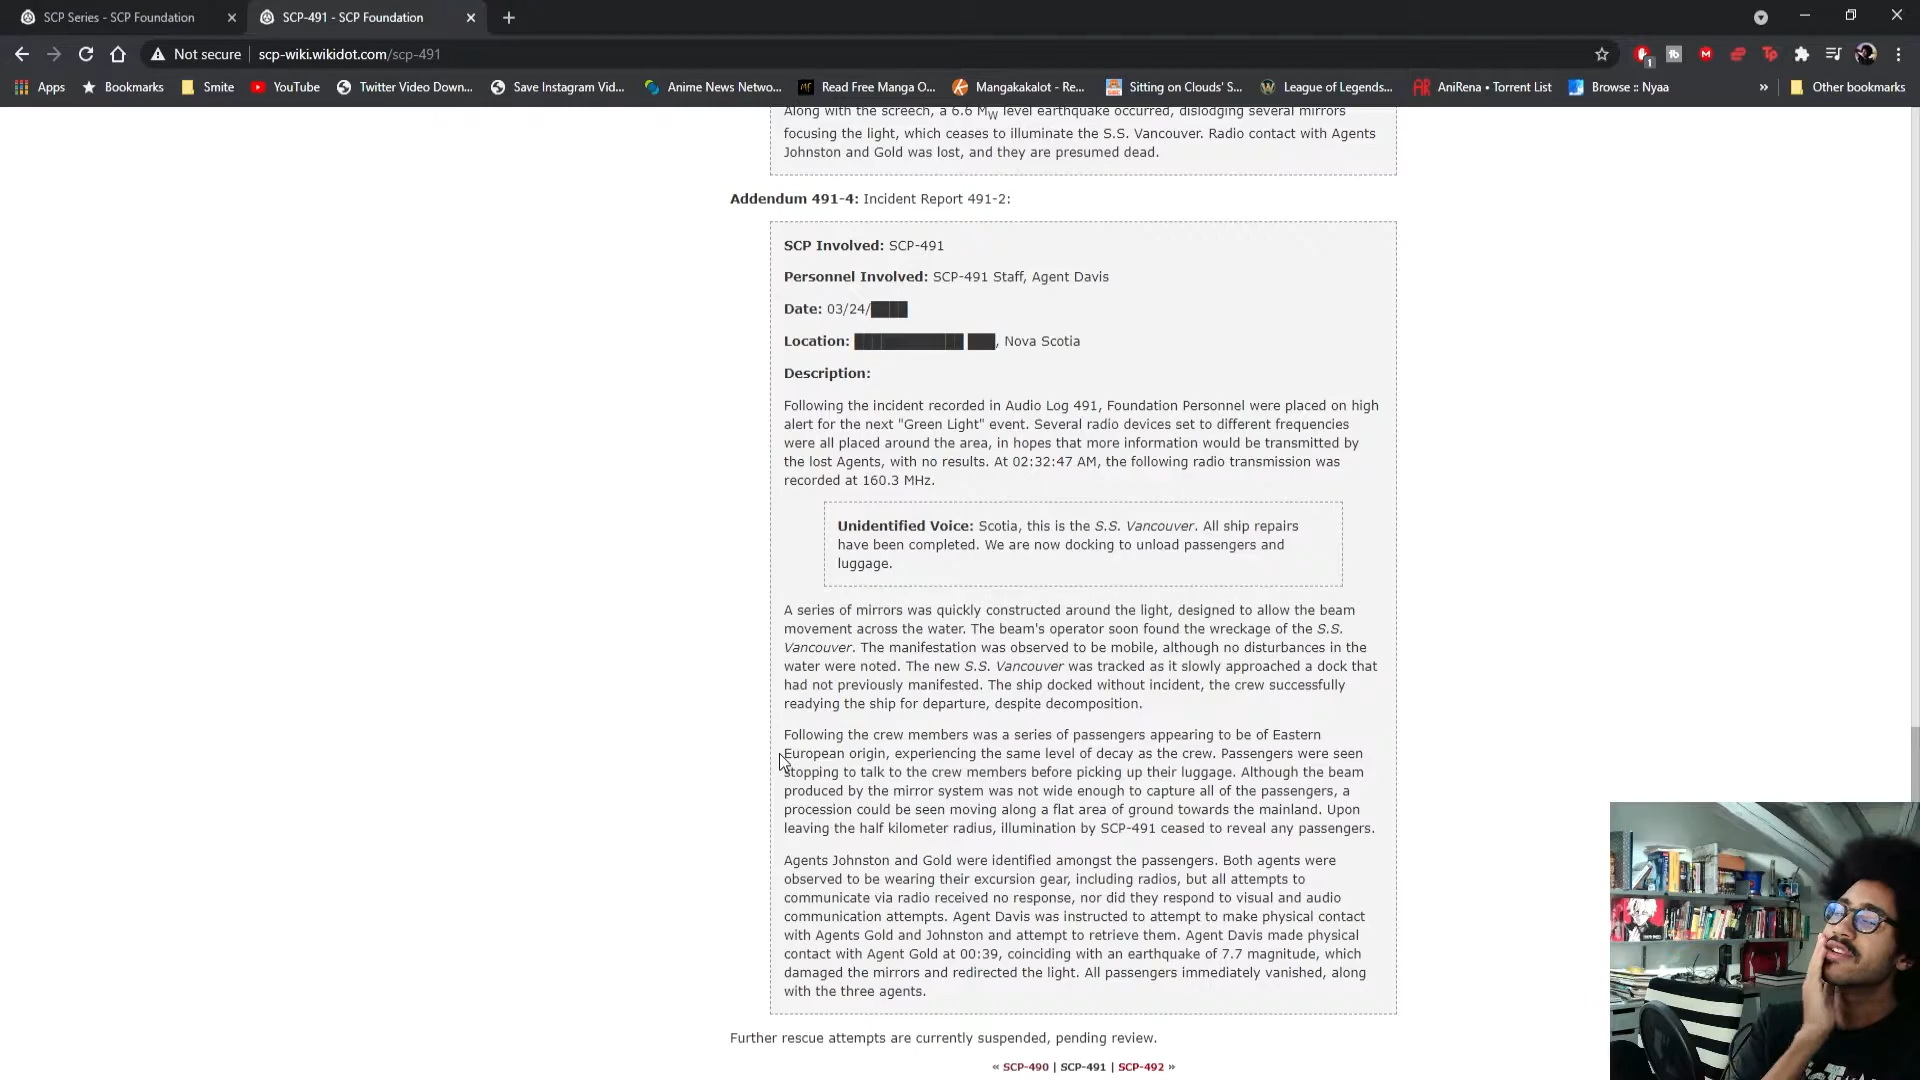 SCP Series - SCP Foundation
SCP-491 - SCP Foundation
Not secure
scp-wiki.wikidot.com/scp-491
Apps
Bookmarks
Smite
YouTube
Twitter Video Down...
Save Instagram Vid...
Anime News Netwo...
Read Free Manga O...
Mangakakalot - Re...
Sitting on Clouds' S...
League of Legends...
AniRena • Torrent List
Browse :: Nyaa
»
Other bookmarks
Along with the screech, a 6.6 MW level earthquake occurred, dislodging several mirrors
focusing the light, which ceases to illuminate the S.S. Vancouver. Radio contact with Agents
Johnston and Gold was lost, and they are presumed dead.
Addendum 491-4: Incident Report 491-2:
SCP Involved: SCP-491
Personnel Involved: SCP-491 Staff, Agent Davis
Date: 03/24/████
Location: ████████████ ███, Nova Scotia
Description:
Following the incident recorded in Audio Log 491, Foundation Personnel were placed on high
alert for the next "Green Light" event. Several radio devices set to different frequencies
were all placed around the area, in hopes that more information would be transmitted by
the lost Agents, with no results. At 02:32:47 AM, the following radio transmission was
recorded at 160.3 MHz.
Unidentified Voice: Scotia, this is the S.S. Vancouver. All ship repairs
have been completed. We are now docking to unload passengers and
luggage.
A series of mirrors was quickly constructed around the light, designed to allow the beam
movement across the water. The beam's operator soon found the wreckage of the S.S.
Vancouver. The manifestation was observed to be mobile, although no disturbances in the
water were noted. The new S.S. Vancouver was tracked as it slowly approached a dock that
had not previously manifested. The ship docked without incident, the crew successfully
readying the ship for departure, despite decomposition.
Following the crew members was a series of passengers appearing to be of Eastern
European origin, experiencing the same level of decay as the crew. Passengers were seen
stopping to talk to the crew members before picking up their luggage. Although the beam
produced by the mirror system was not wide enough to capture all of the passengers, a
procession could be seen moving along a flat area of ground towards the mainland. Upon
leaving the half kilometer radius, illumination by SCP-491 ceased to reveal any passengers.
Agents Johnston and Gold were identified amongst the passengers. Both agents were
observed to be wearing their excursion gear, including radios, but all attempts to
communicate via radio received no response, nor did they respond to visual and audio
communication attempts. Agent Davis was instructed to attempt to make physical contact
with Agents Gold and Johnston and attempt to retrieve them. Agent Davis made physical
contact with Agent Gold at 00:39, coinciding with an earthquake of 7.7 magnitude, which
damaged the mirrors and redirected the light. All passengers immediately vanished, along
with the three agents.
Further rescue attempts are currently suspended, pending review.
« SCP-490 | SCP-491 | SCP-492 »